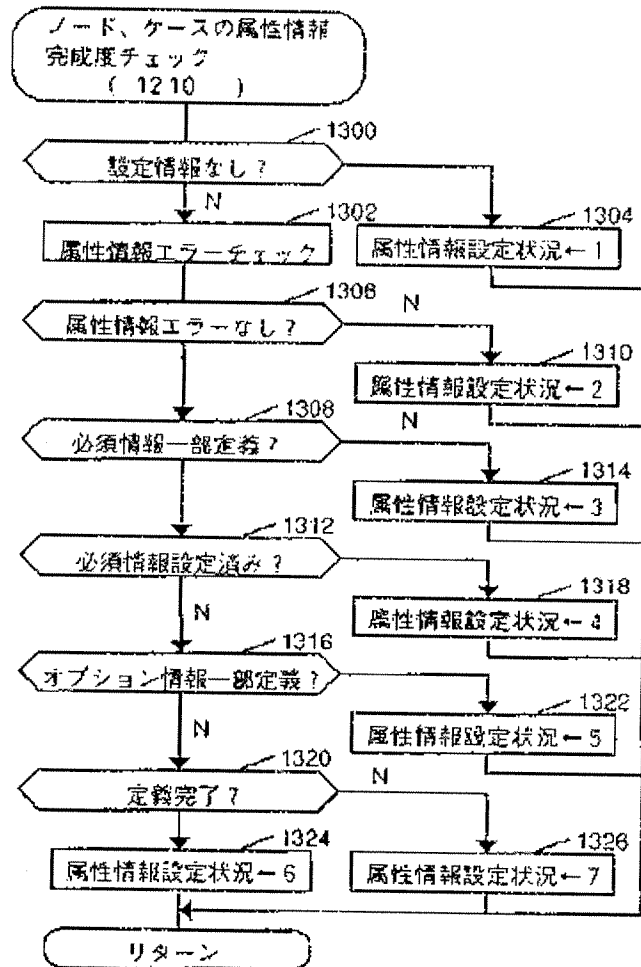 ノード、ケースの属性情報
完成度チェック
( 1210 )
1300
設定情報なし?
N
1302
属性情報エラーチェック
1304
属性情報設定状況←1
1306
属性情報エラーなし?
N
1310
属性情報設定状況←2
1308
必須情報一部定義?
N
1314
属性情報設定状況←3
1312
必須情報設定済み?
N
1318
属性情報設定状況←4
1316
オプション情報一部定義?
N
1322
属性情報設定状況←5
1320
定義完了?
N
1324
属性情報設定状況←6
1326
属性情報設定状況←7
リターン